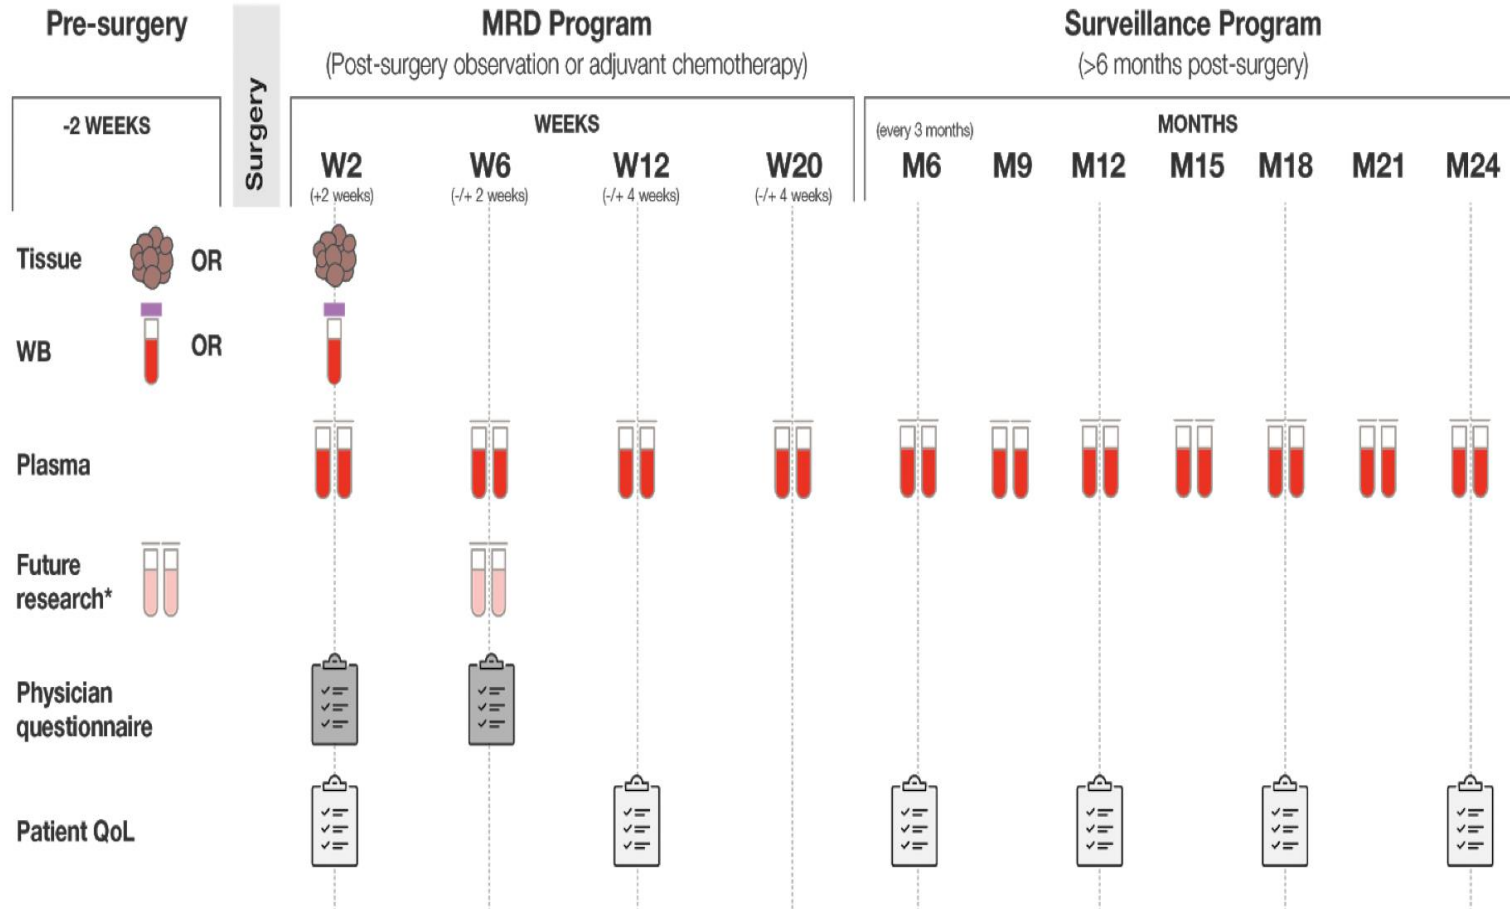 Pre-surgery
Surgery
MRD Program
(Post-surgery observation or adjuvant chemotherapy)
Surveillance Program
(>6 months post-surgery)
-2 WEEKS
WEEKS
(every 3 months)
MONTHS
W2
(+2 weeks)
W6
(-/+ 2 weeks)
W12
(-/+ 4 weeks)
W20
(-/+ 4 weeks)
M6
M9
M12
M15
M18
M21
M24
Tissue
OR
WB
OR
Plasma
Future
research*
Physician
questionnaire
Patient QoL